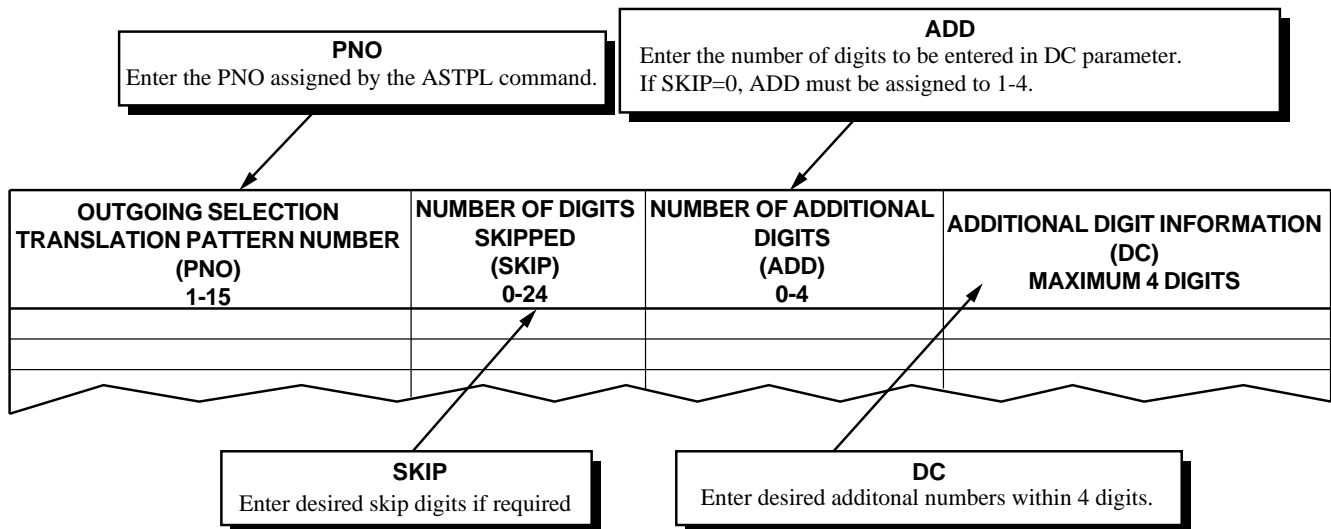 PNO
Enter the PNO assigned by the ASTPL command.
ADD
Enter the number of digits to be entered in DC parameter.
If SKIP=0, ADD must be assigned to 1-4.
OUTGOING SELECTION
TRANSLATION PATTERN NUMBER
(PNO)
1-15
NUMBER OF DIGITS
SKIPPED
(SKIP)
0-24
NUMBER OF ADDITIONAL
DIGITS
(ADD)
0-4
ADDITIONAL DIGIT INFORMATION
(DC)
MAXIMUM 4 DIGITS
SKIP
Enter desired skip digits if required
DC
Enter desired additonal numbers within 4 digits.